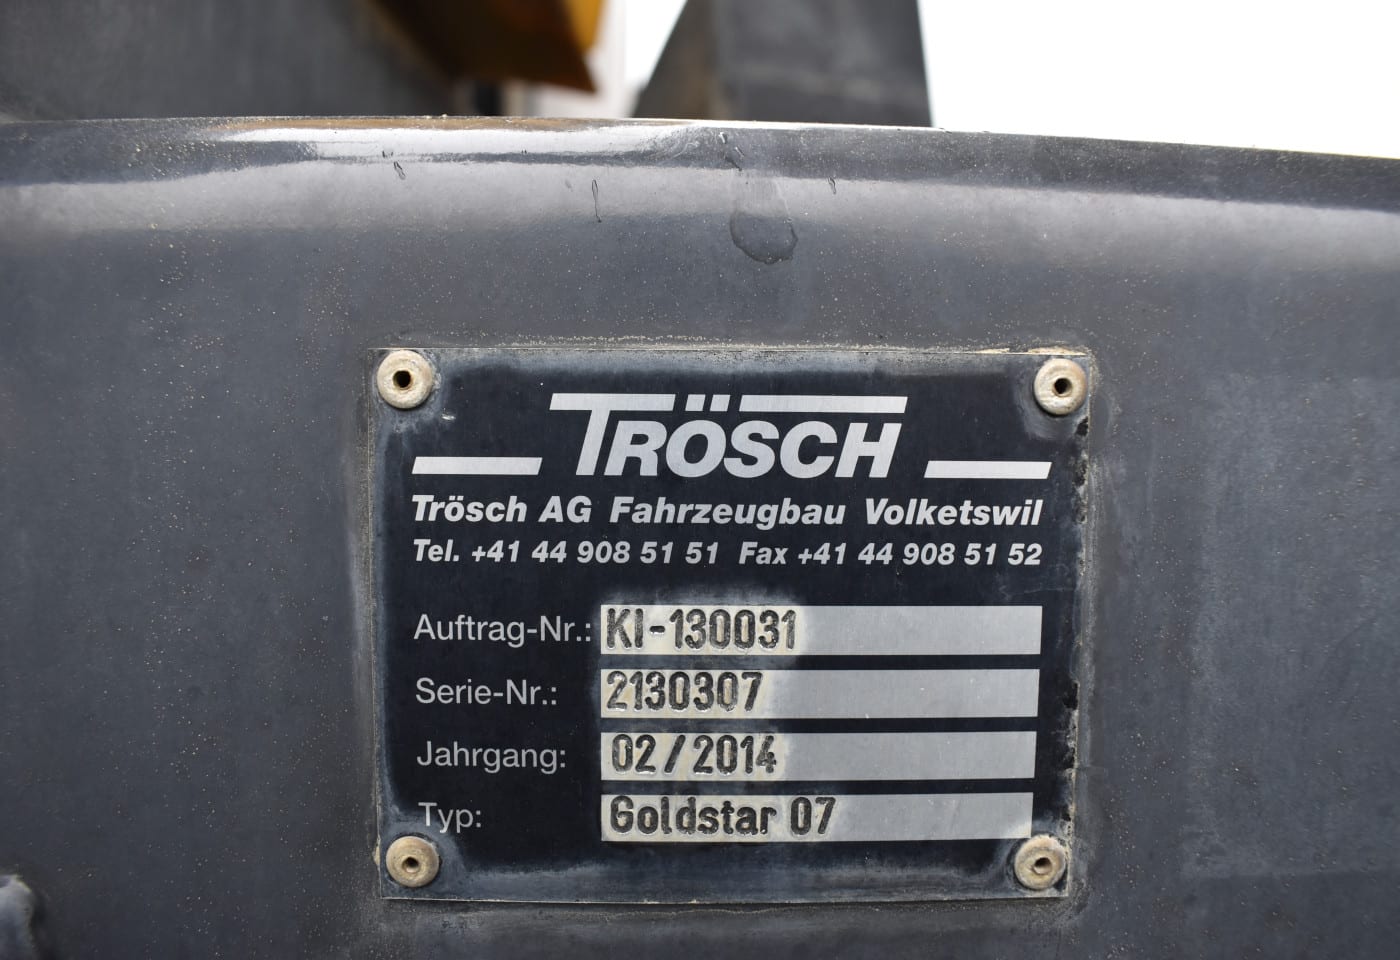 TRÖSCH
Trösch AG Fahrzeugbau Volketswil
Tel. +41 44 908 51 51 Fax +41 44 908 51 52
Auftrag-Nr.: KI-130031
Serie-Nr.: 2130307
Jahrgang: 02/2014
Typ: Goldstar 07